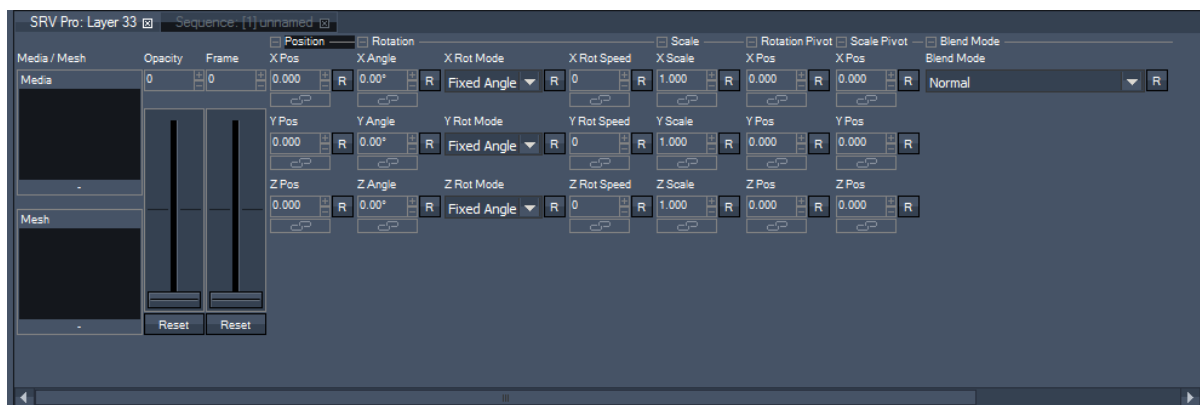 SRV Pro: Layer 33 Sequence: [1] unnamed
Position Rotation Scale Rotation Pivot Scale Pivot Blend Mode
Media / Mesh Opacity Frame X Pos X Angle X Rot Mode X Rot Speed X Scale X Pos X Pos Blend Mode
Media 0 0 0.000 R 0.00° R Fixed Angle R 0 R 1.000 R 0.000 R 0.000 R Normal R
Y Pos Y Angle Y Rot Mode Y Rot Speed Y Scale Y Pos Y Pos
0.000 R 0.00° R Fixed Angle R 0 R 1.000 R 0.000 R 0.000 R
-
Z Pos Z Angle Z Rot Mode Z Rot Speed Z Scale Z Pos Z Pos
0.000 R 0.00° R Fixed Angle R 0 R 1.000 R 0.000 R 0.000 R
Mesh
- Reset Reset